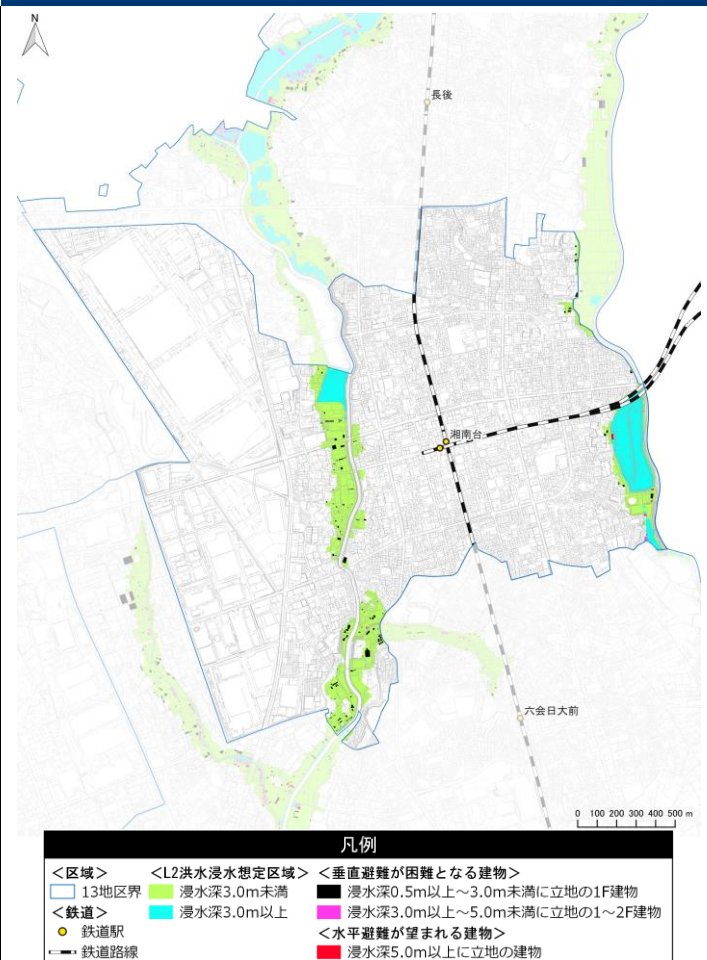 N
長後
湘南台
六会日大前
0 100 200 300 400 500 m
凡例
＜区域＞ ＜L2洪水浸水想定区域＞ ＜垂直避難が困難となる建物＞
13地区界 浸水深3.0m未満 浸水深0.5m以上～3.0m未満に立地の1F建物
＜鉄道＞ 浸水深3.0m以上 浸水深3.0m以上～5.0m未満に立地の1～2F建物
鉄道駅 ＜水平避難が望まれる建物＞
鉄道路線 浸水深5.0m以上に立地の建物